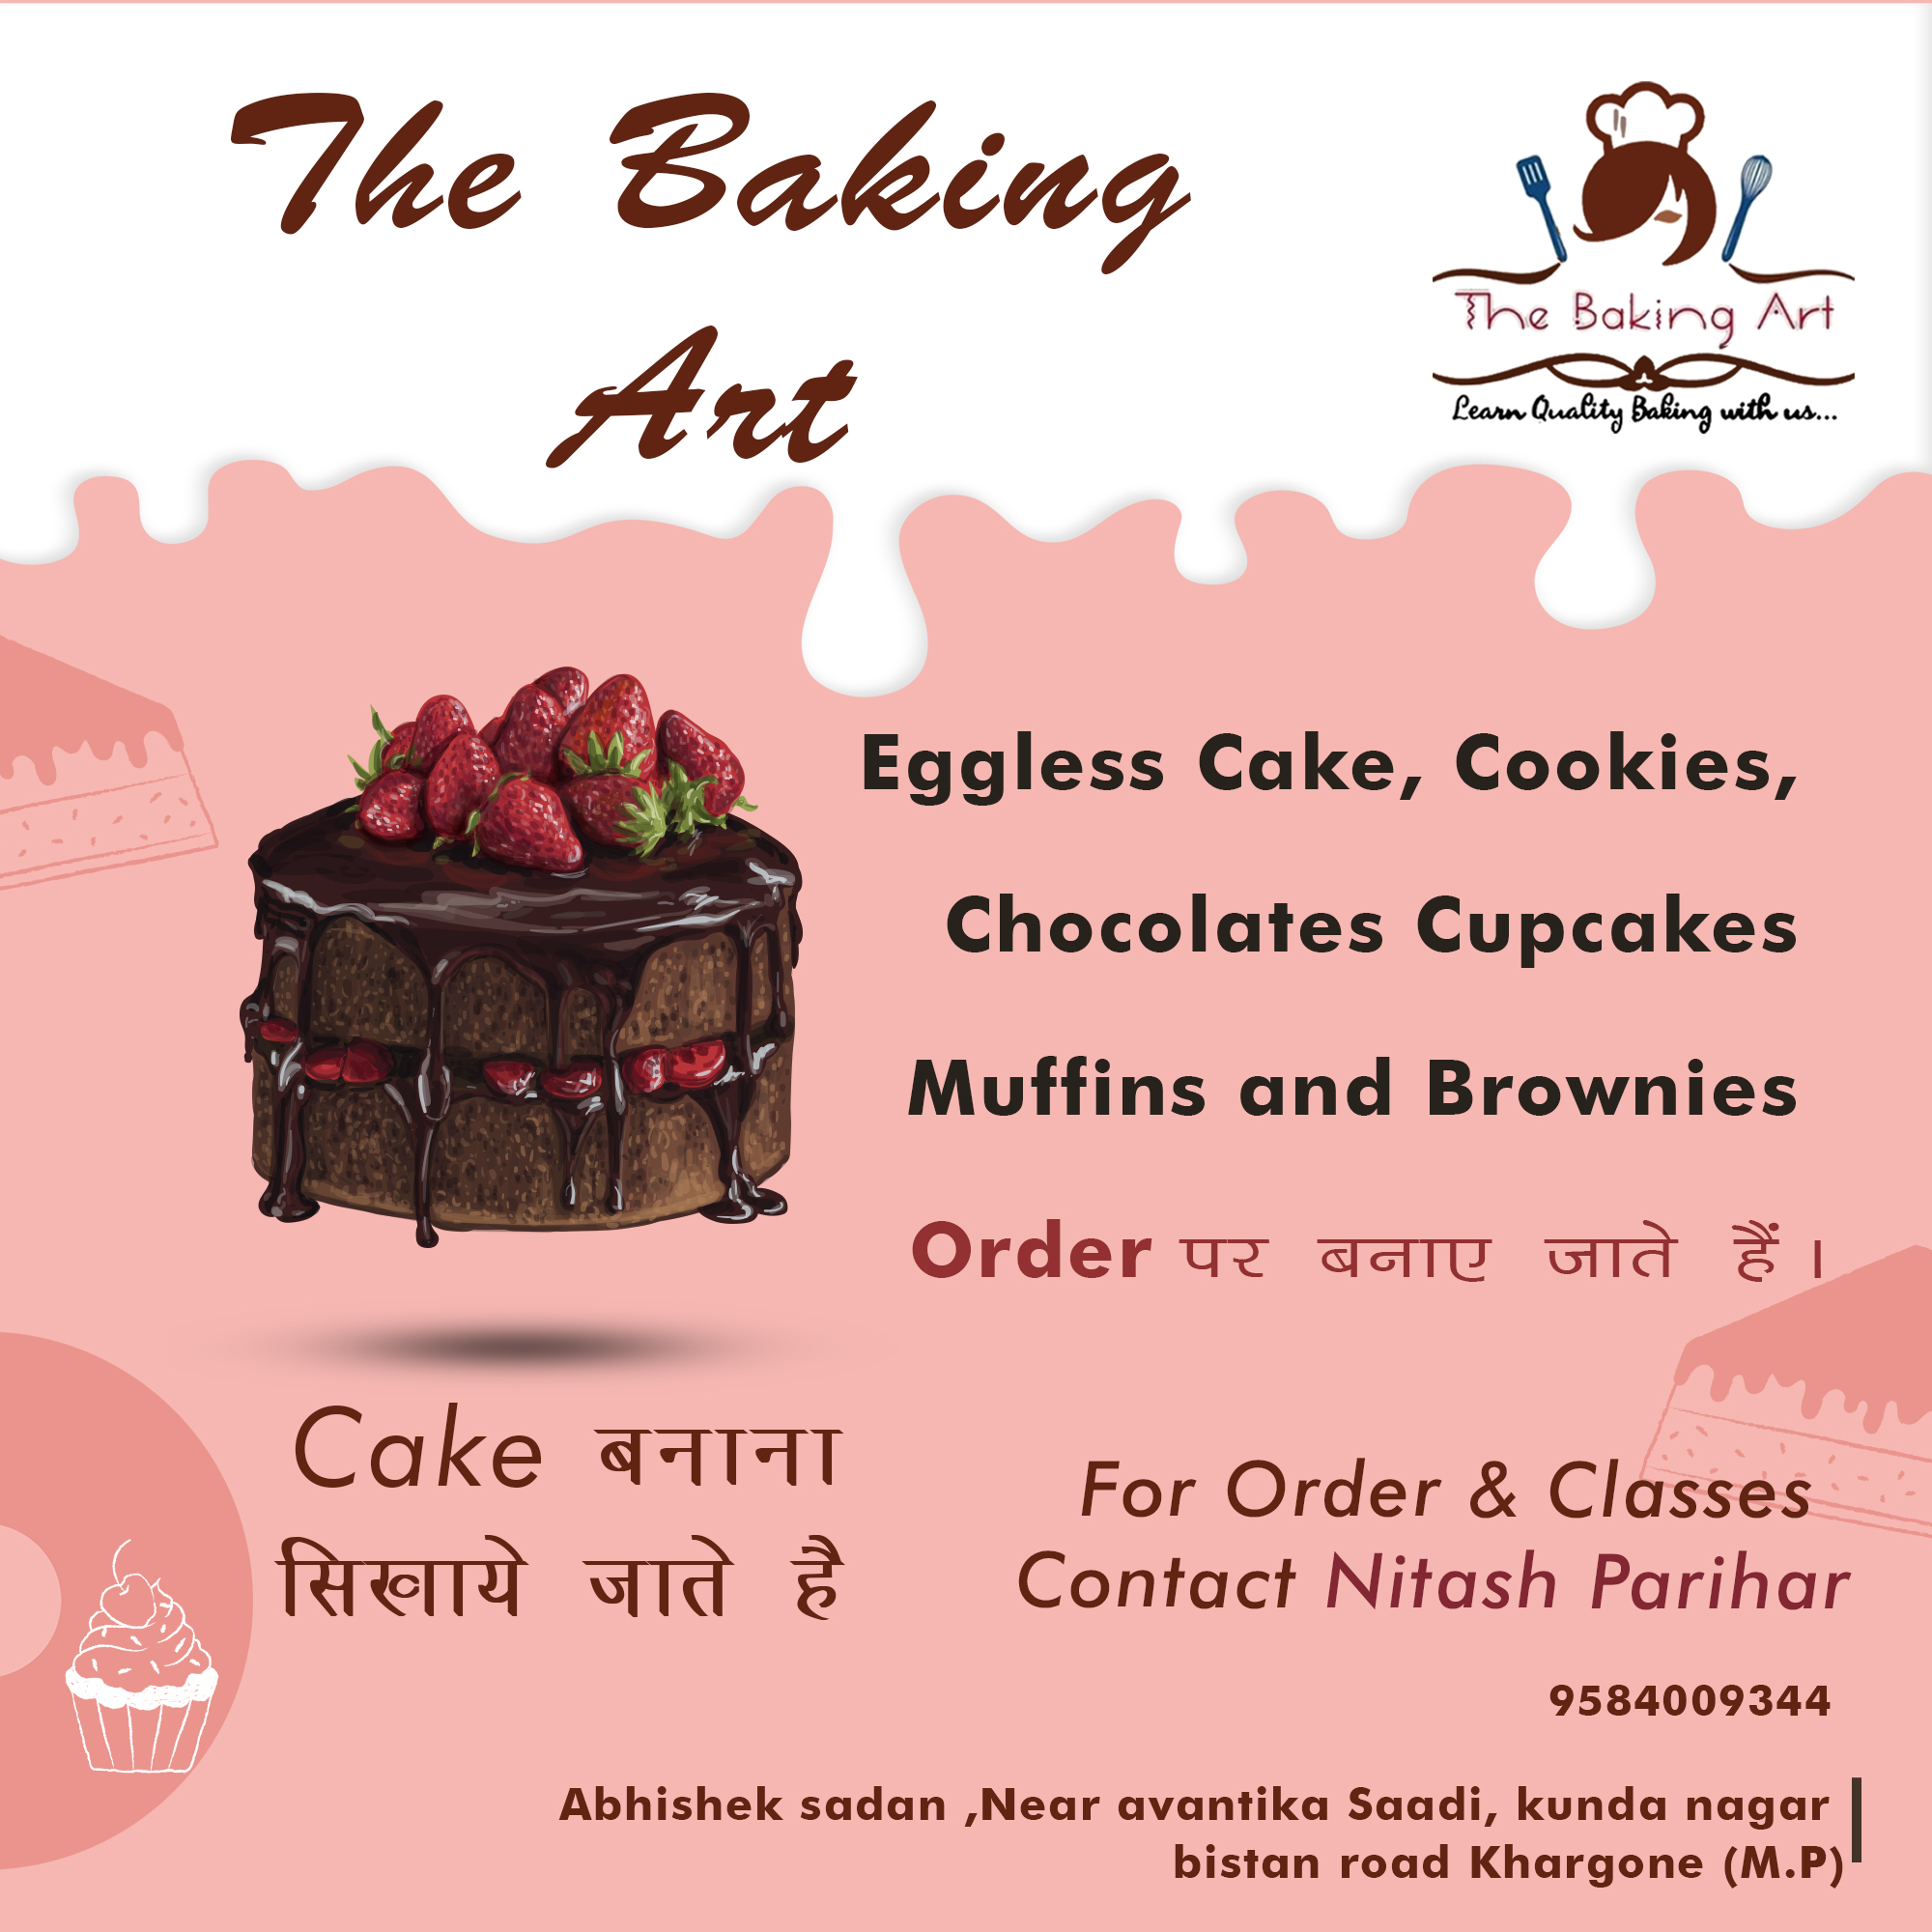 The Baking
Art
The Baking Art
Learn Quality Baking with us...
Eggless Cake, Cookies,
Chocolates Cupcakes
Muffins and Brownies
Order पर बनाए जाते हैं।
Cake बनाना
सिखाये जाते है
For Order & Classes
Contact Nitash Parihar
9584009344
Abhishek sadan ,Near avantika Saadi, kunda nagar
bistan road Khargone (M.P)